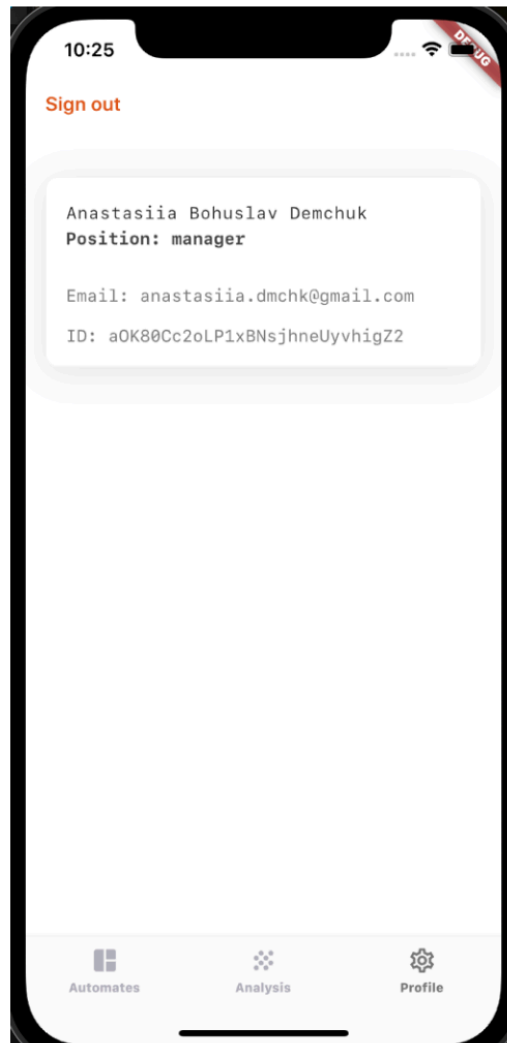 10:25
DEBUG
Sign out
Anastasiia Bohuslav Demchuk
Position: manager
Email: anastasiia.dmchk@gmail.com
ID: aOK80Cc2oLP1xBNsjhneUyvhigZ2
Automates
Analysis
Profile